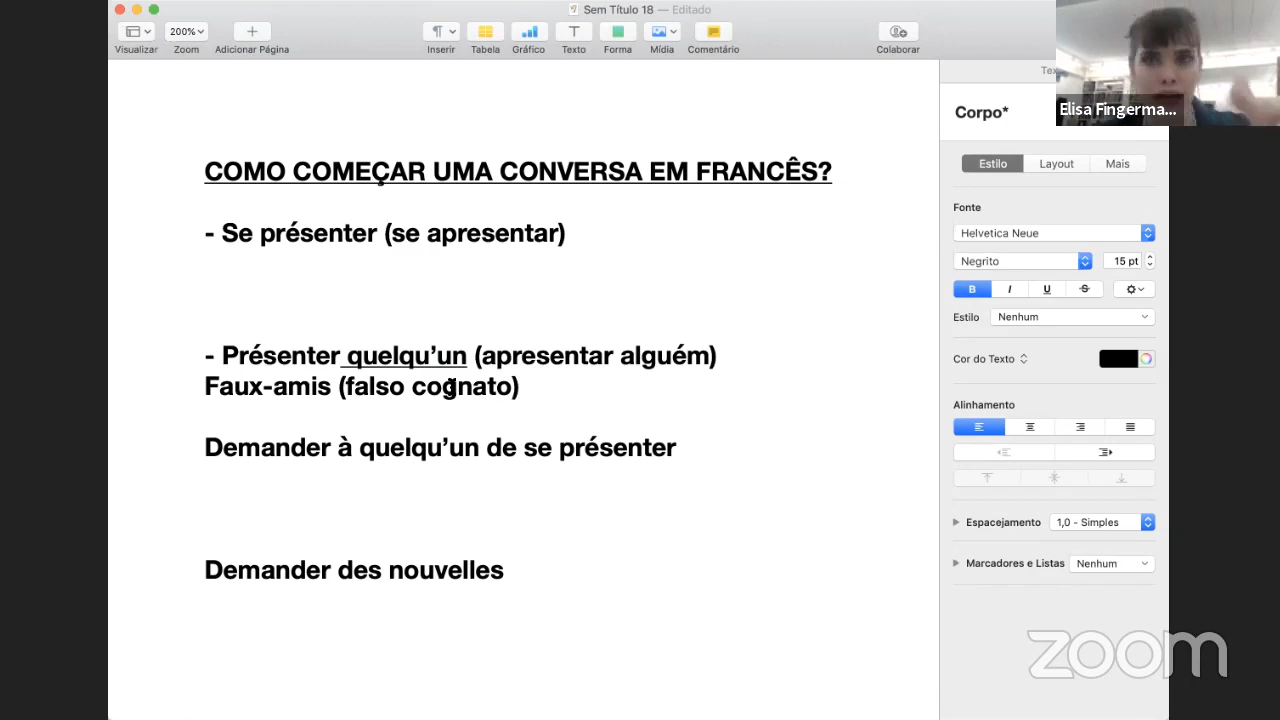 Sem Título 18 — Editado
200%
Visualizar
Zoom
Adicionar Página
Inserir
Tabela
Gráfico
Texto
Forma
Mídia
Comentário
Colaborar
Elisa Fingerma...
COMO COMEÇAR UMA CONVERSA EM FRANCÊS?
- Se présenter (se apresentar)
- Présenter quelqu’un (apresentar alguém)
Faux-amis (falso cognato)
Demander à quelqu’un de se présenter
Demander des nouvelles
Corpo*
Estilo
Layout
Mais
Fonte
Helvetica Neue
Negrito
15 pt
B I U S
Estilo
Nenhum
Cor do Texto
Alinhamento
Espacejamento
1,0 - Simples
Marcadores e Listas
Nenhum
zoom